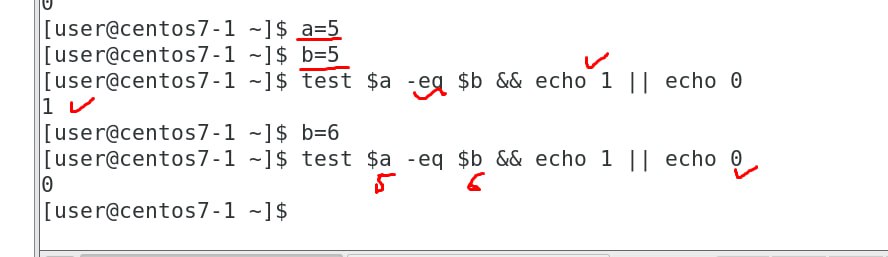 0
[user@centos7-1 ~]$ a=5
[user@centos7-1 ~]$ b=5
[user@centos7-1 ~]$ test $a -eq $b && echo 1 || echo 0
1
[user@centos7-1 ~]$ b=6
[user@centos7-1 ~]$ test $a -eq $b && echo 1 || echo 0
5 6
0
[user@centos7-1 ~]$